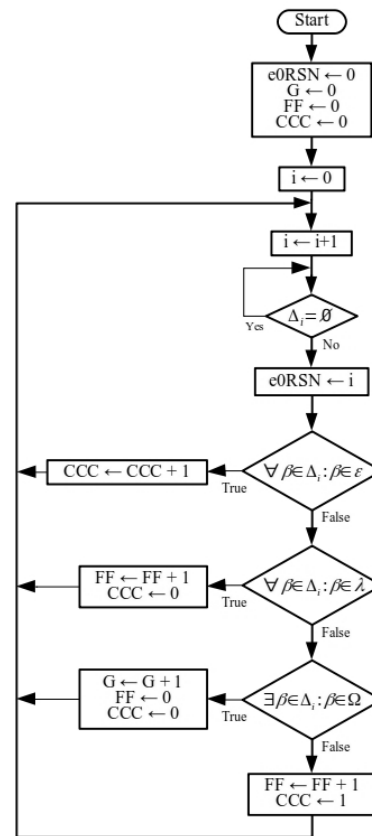 Start
e0RSN ← 0
G ← 0
FF ← 0
CCC ← 0
i ← 0
i ← i+1
Δi = ∅
Yes
No
e0RSN ← i
∀ β∈Δi : β∈ε
True
CCC ← CCC + 1
False
∀ β∈Δi : β∈λ
True
FF ← FF + 1
CCC ← 0
False
∃β∈Δi : β∈Ω
True
G ← G + 1
FF ← 0
CCC ← 0
False
FF ← FF + 1
CCC ← 1